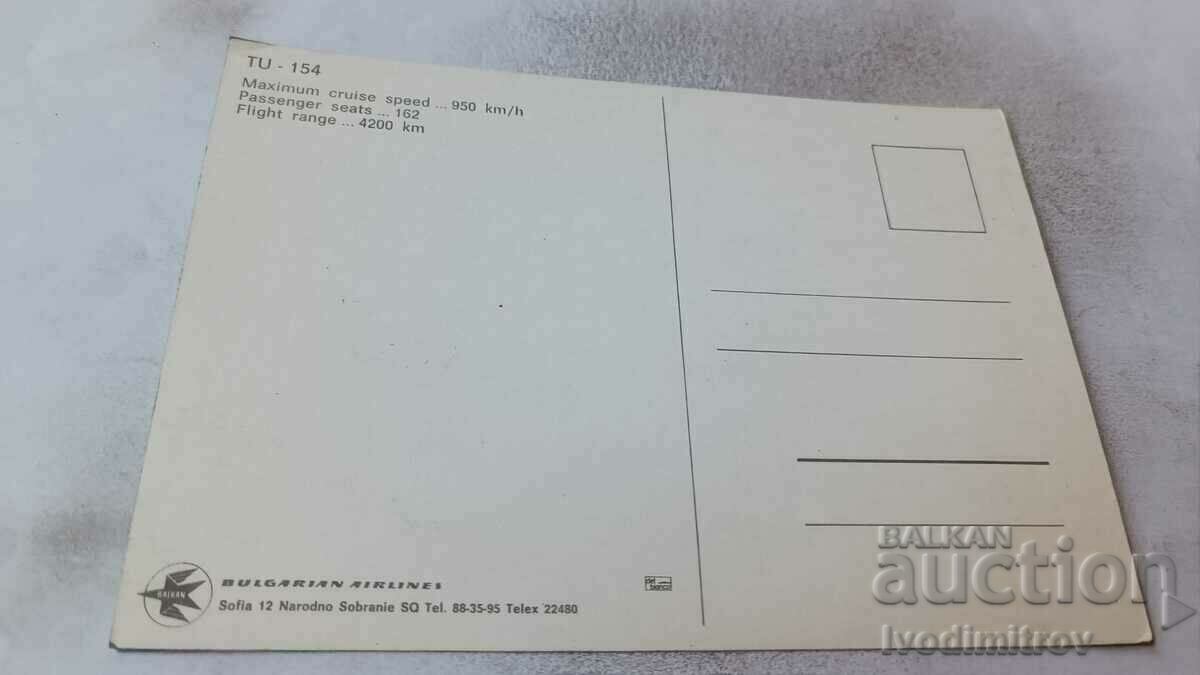 TU - 154
Maximum cruise speed ... 950 km/h
Passenger seats ... 162
Flight range ... 4200 km
BALKAN
BULGARIAN AIRLINES
Sofia 12 Narodno Sobranie SQ Tel. 88-35-95 Telex 22480
BALKAN
auction
Ivodimitrov